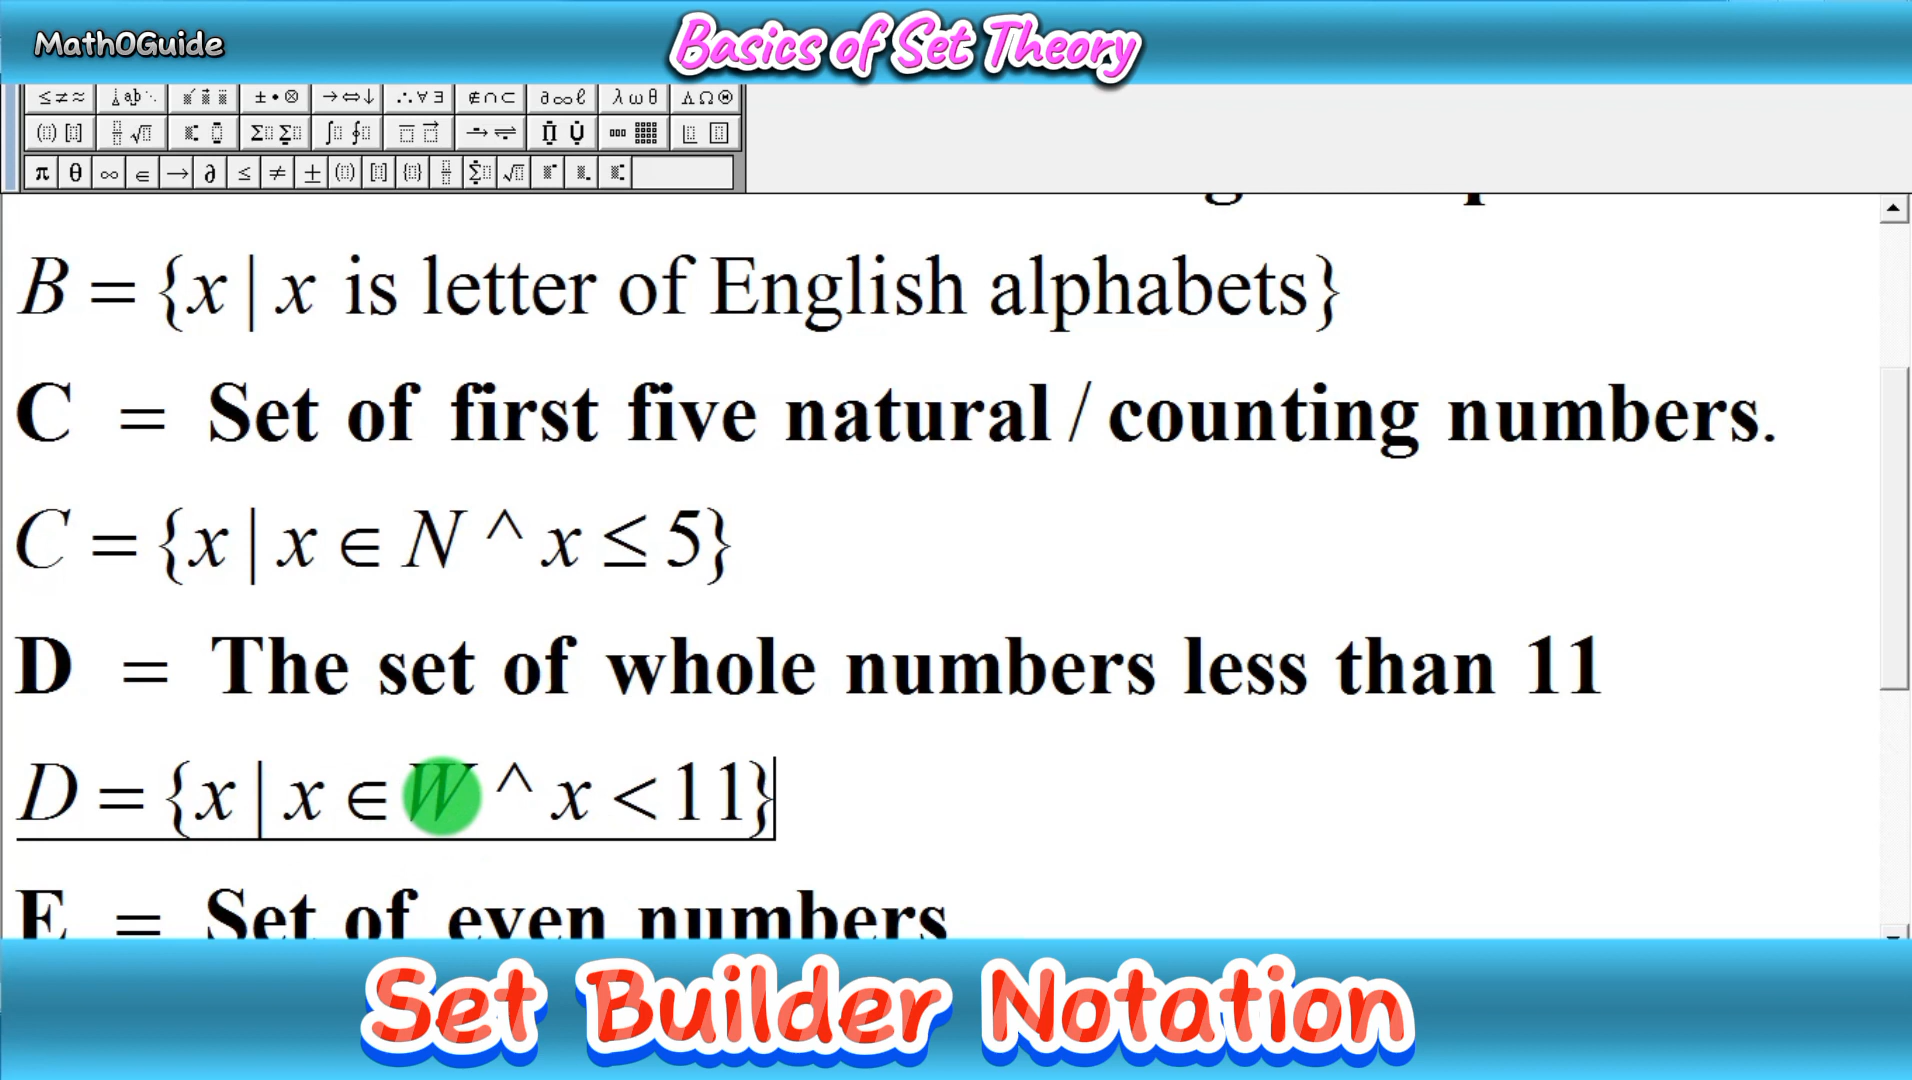 MathOGuide
Basics of Set Theory
B = {x | x is letter of English alphabets}
C = Set of first five natural / counting numbers.
C = {x | x ∈ N ^ x ≤ 5}
D = The set of whole numbers less than 11
D = {x | x ∈ W ^ x < 11}
E = Set of even numbers
Set Builder Notation